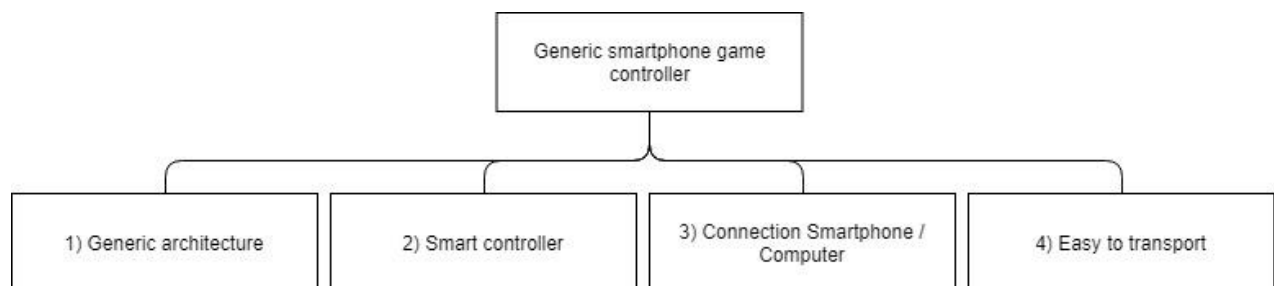 Generic smartphone game
controller
1) Generic architecture
2) Smart controller
3) Connection Smartphone /
Computer
4) Easy to transport